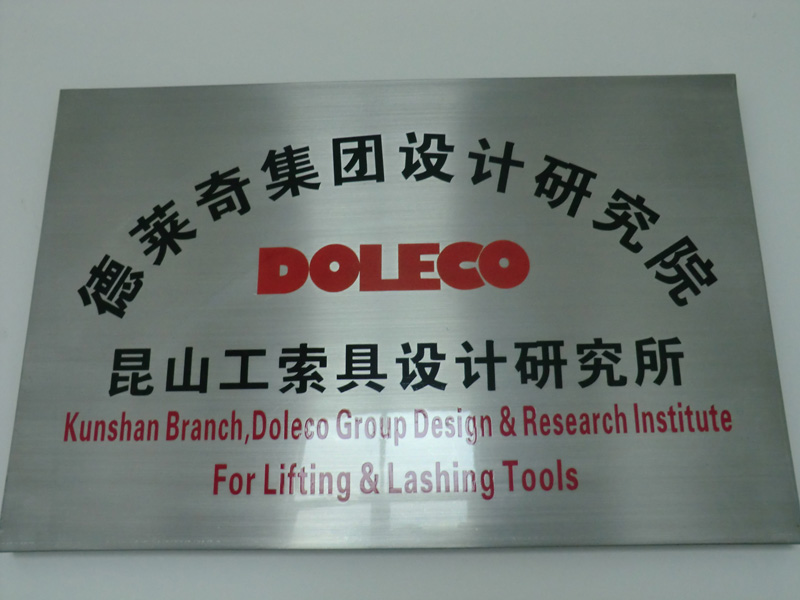 德莱奇集团设计研究院
DOLECO
昆山工索具设计研究所
Kunshan Branch,Doleco Group Design & Research Institute
For Lifting & Lashing Tools